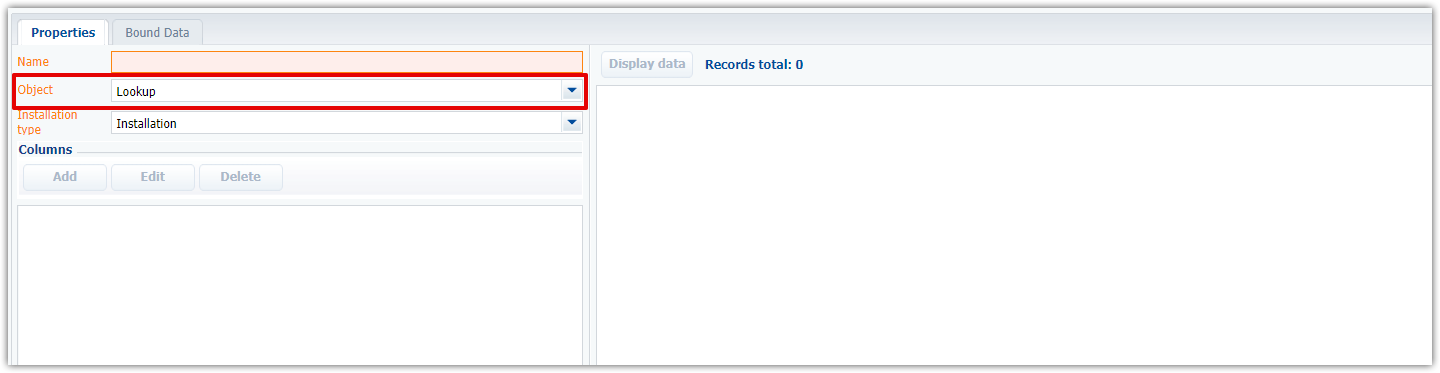 Properties
Bound Data
Name
Object
Lookup
Installation
type
Installation
Columns
Add
Edit
Delete
Display data
Records total: 0